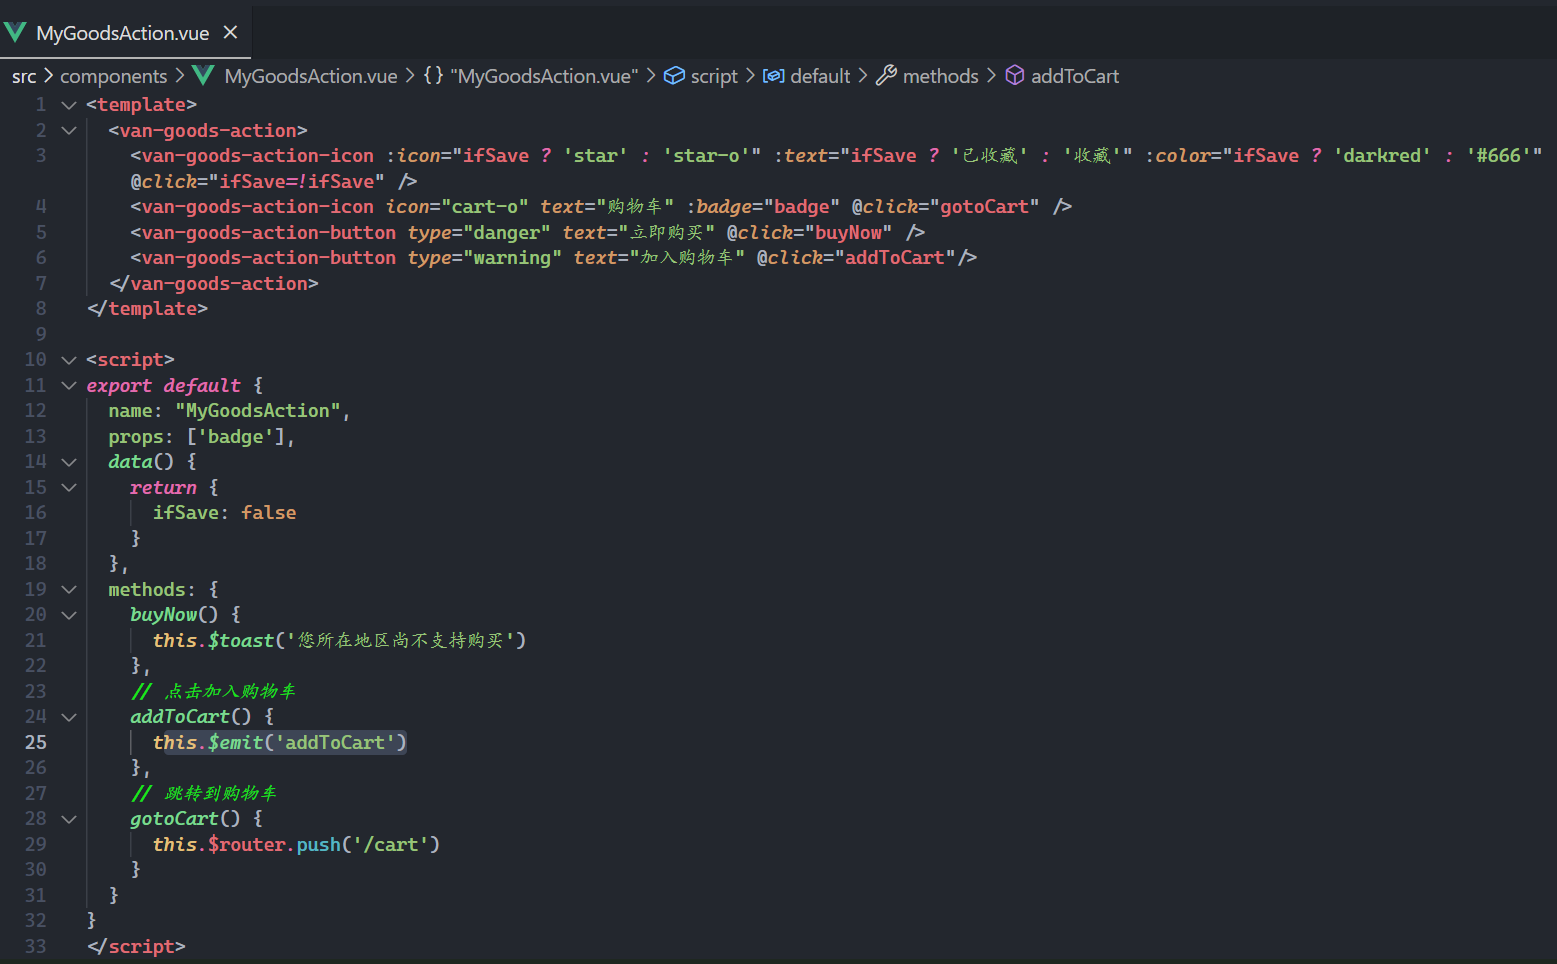 MyGoodsAction.vue ×
src > components > MyGoodsAction.vue > {} "MyGoodsAction.vue" > script > default > methods > addToCart
1 <template>
2 <van-goods-action>
3 <van-goods-action-icon :icon="ifSave ? 'star' : 'star-o'" :text="ifSave ? '已收藏' : '收藏'" :color="ifSave ? 'darkred' : '#666'"
@click="ifSave=!ifSave" />
4 <van-goods-action-icon icon="cart-o" text="购物车" :badge="badge" @click="gotoCart" />
5 <van-goods-action-button type="danger" text="立即购买" @click="buyNow" />
6 <van-goods-action-button type="warning" text="加入购物车" @click="addToCart"/>
7 </van-goods-action>
8 </template>
9
10 <script>
11 export default {
12 name: "MyGoodsAction",
13 props: ['badge'],
14 data() {
15 return {
16 ifSave: false
17 }
18 },
19 methods: {
20 buyNow() {
21 this.$toast('您所在地区尚不支持购买')
22 },
23 // 点击加入购物车
24 addToCart() {
25 this.$emit('addToCart')
26 },
27 // 跳转到购物车
28 gotoCart() {
29 this.$router.push('/cart')
30 }
31 }
32 }
33 </script>